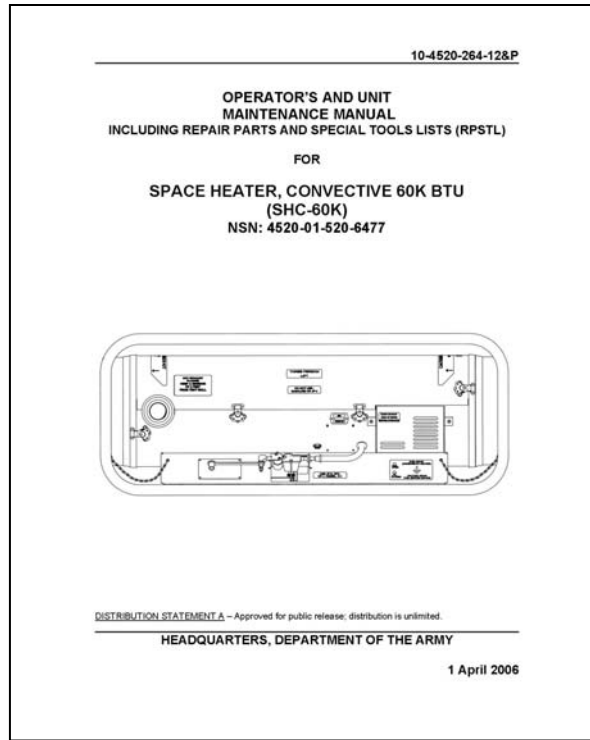 10-4520-264-12&P
OPERATOR'S AND UNIT
MAINTENANCE MANUAL
INCLUDING REPAIR PARTS AND SPECIAL TOOLS LISTS (RPSTL)
FOR
SPACE HEATER, CONVECTIVE 60K BTU
(SHC-60K)
NSN: 4520-01-520-6477
DISTRIBUTION STATEMENT A – Approved for public release; distribution is unlimited.
HEADQUARTERS, DEPARTMENT OF THE ARMY
1 April 2006